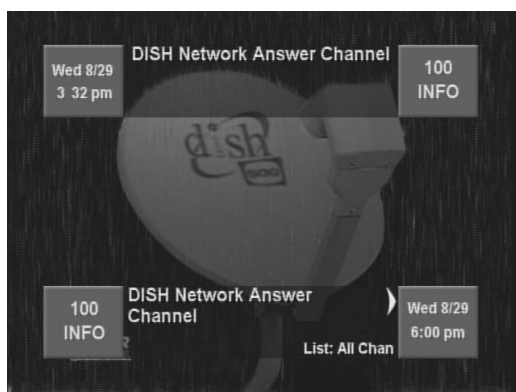 DISH Network Answer Channel
Wed 8/29
3 32 pm
100
INFO
dish
DISH Network Answer
Channel
100
INFO
Wed 8/29
6:00 pm
List: All Chan